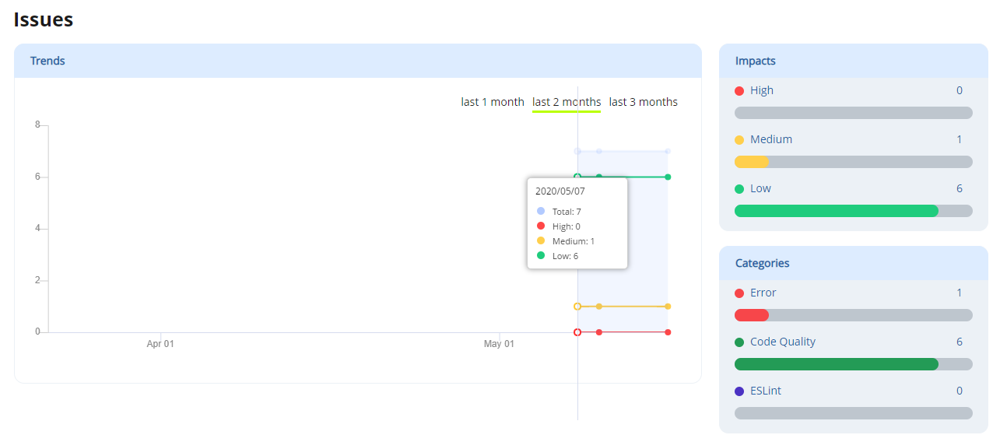 Issues
Trends
last 1 month last 2 months last 3 months
8
6
4
2
0
Apr 01
May 01
2020/05/07
Total: 7
High: 0
Medium: 1
Low: 6
Impacts
High 0
Medium 1
Low 6
Categories
Error 1
Code Quality 6
ESLint 0